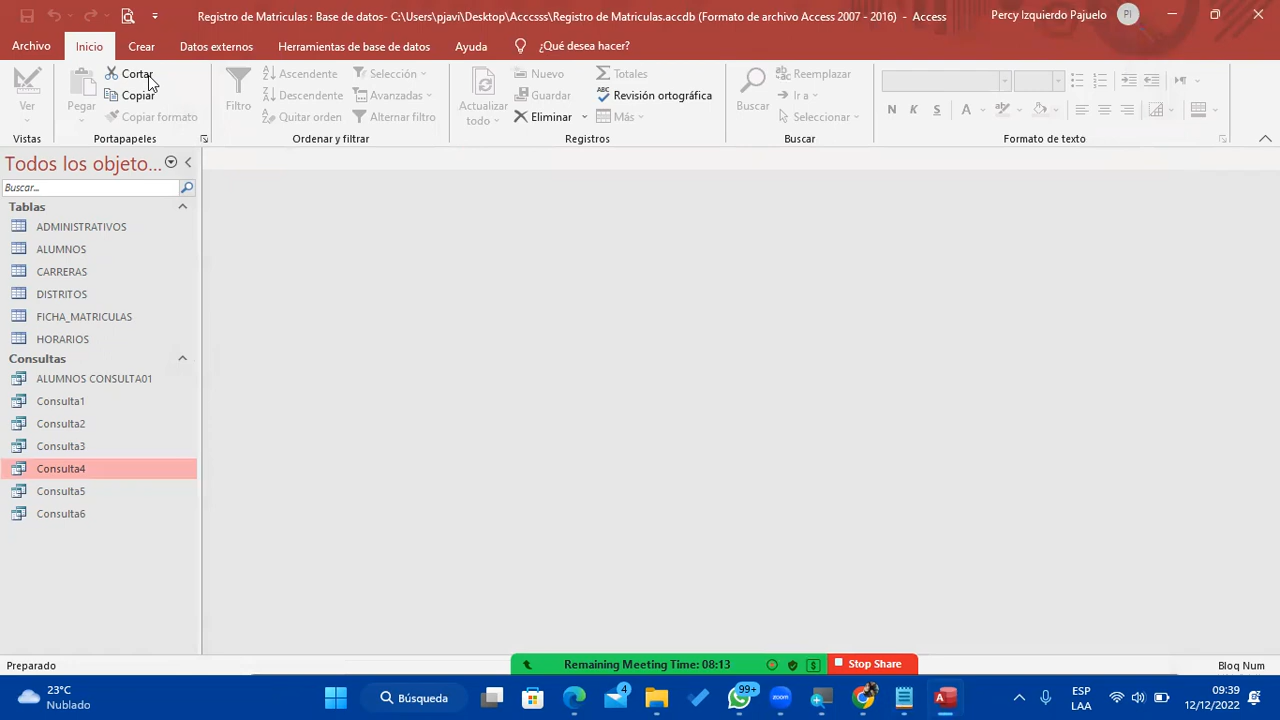 Registro de Matriculas : Base de datos- C:\Users\pjavi\Desktop\Acccsss\Registro de Matriculas.accdb (Formato de archivo Access 2007 - 2016) - Access
Percy Izquierdo Pajuelo
PI
Archivo Inicio Crear Datos externos Herramientas de base de datos Ayuda ¿Qué desea hacer?
Ver
Pegar
Cortar
Copiar
Copiar formato
Filtro
Ascendente
Descendente
Quitar orden
Selección
Avanzadas
Alternar filtro
Actualizar
todo
Nuevo
Guardar
Eliminar
Totales
Revisión ortográfica
Más
Buscar
Reemplazar
Ir a
Seleccionar
N K S A
Vistas Portapapeles Ordenar y filtrar Registros Buscar Formato de texto
Todos los objeto...
Buscar...
Tablas
ADMINISTRATIVOS
ALUMNOS
CARRERAS
DISTRITOS
FICHA_MATRICULAS
HORARIOS
Consultas
ALUMNOS CONSULTA01
Consulta1
Consulta2
Consulta3
Consulta4
Consulta5
Consulta6
Preparado
Remaining Meeting Time: 08:13
Stop Share
Bloq Num
23°C
Nublado
Búsqueda
4
99+
ESP
LAA
09:39
12/12/2022